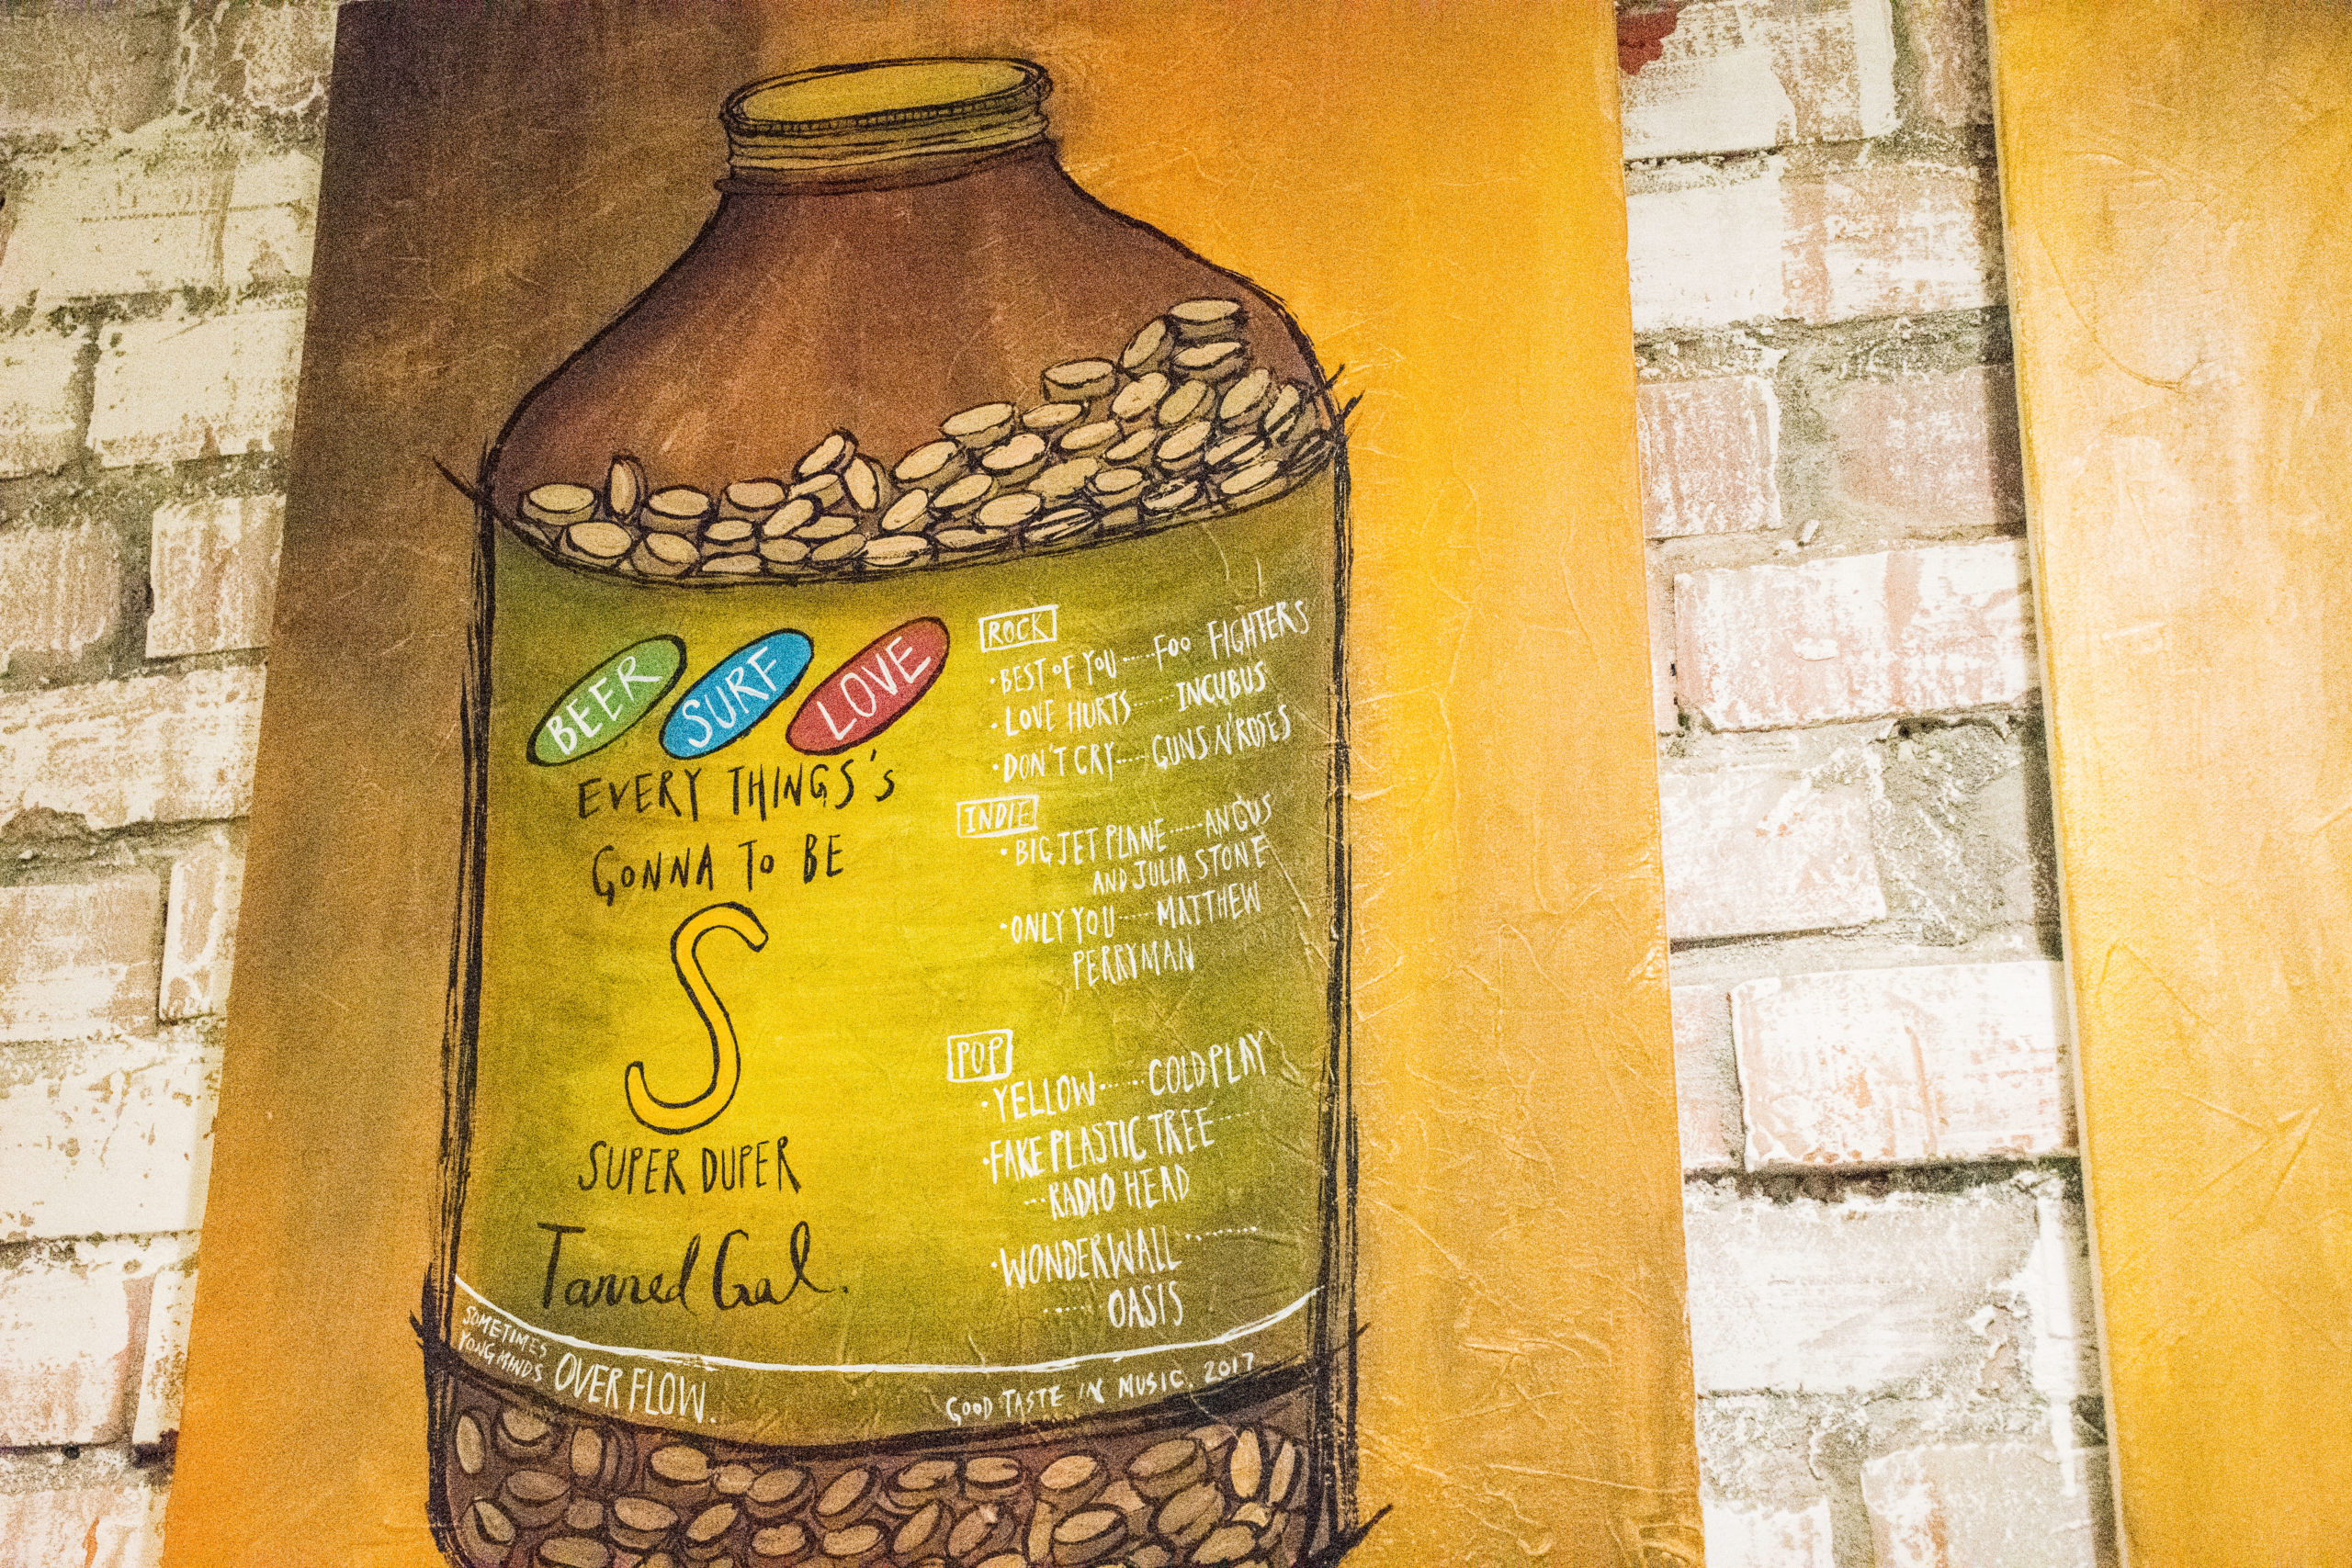 BEER SURF LOVE
EVERY THINGS'S
GONNA TO BE
S
SUPER DUPER
Tanned Gal.
ROCK
·BEST OF YOU ...... FOO FIGHTERS
·LOVE HURTS ...... INCUBUS
·DON'T CRY ...... GUNS N' ROSES
INDIE
·BIG JET PLANE ...... ANGUS
AND JULIA STONE
·ONLY YOU ...... MATTHEW
PERRYMAN
POP
·YELLOW ...... COLDPLAY
·FAKE PLASTIC TREE ....
... RADIO HEAD
·WONDERWALL ........
...... OASIS
SOMETIMES
YONG MINDS OVER FLOW.
GOOD TASTE IN MUSIC. 2017